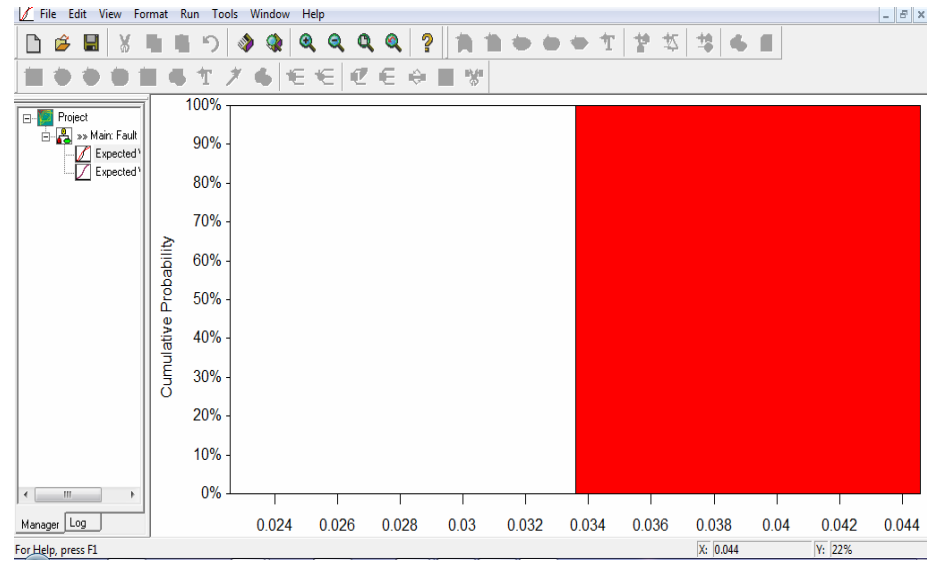 File Edit View Format Run Tools Window Help
Project
>> Main: Fault
Expected
Expected
Cumulative Probability
100%
90%
80%
70%
60%
50%
40%
30%
20%
10%
0%
0.024 0.026 0.028 0.03 0.032 0.034 0.036 0.038 0.04 0.042 0.044
Manager Log
For Help, press F1 X: 0.044 Y: 22%